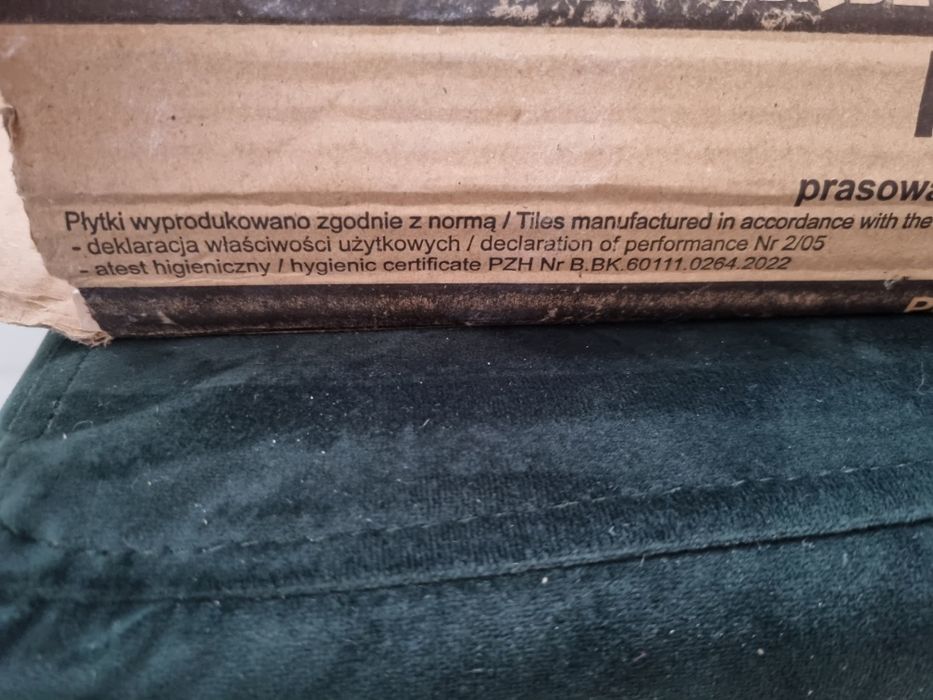 prasowa
Płytki wyprodukowano zgodnie z normą / Tiles manufactured in accordance with the
- deklaracja właściwości użytkowych / declaration of performance Nr 2/05
- atest higieniczny / hygienic certificate PZH Nr B.BK.60111.0264.2022